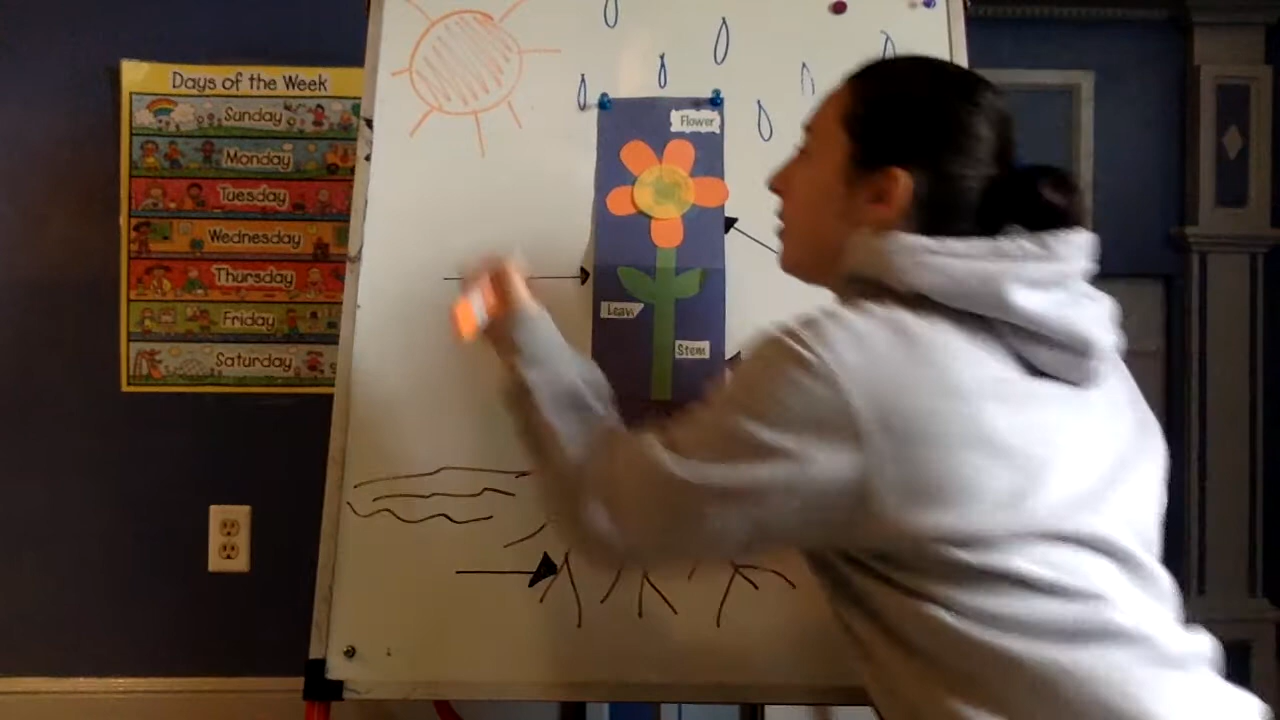 Days of the Week
Sunday
Monday
Tuesday
Wednesday
Thursday
Friday
Saturday
Flower
Leaf
Stem